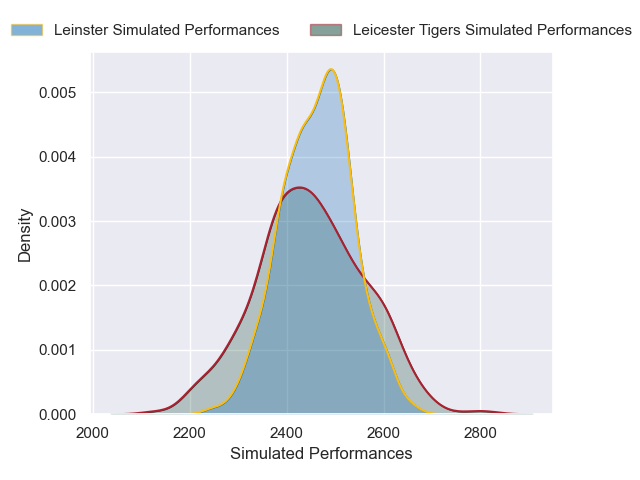 Leinster Simulated Performances
Leicester Tigers Simulated Performances
0.005
0.004
0.003
0.002
0.001
0.000
Density
2000
2200
2400
2600
2800
Simulated Performances